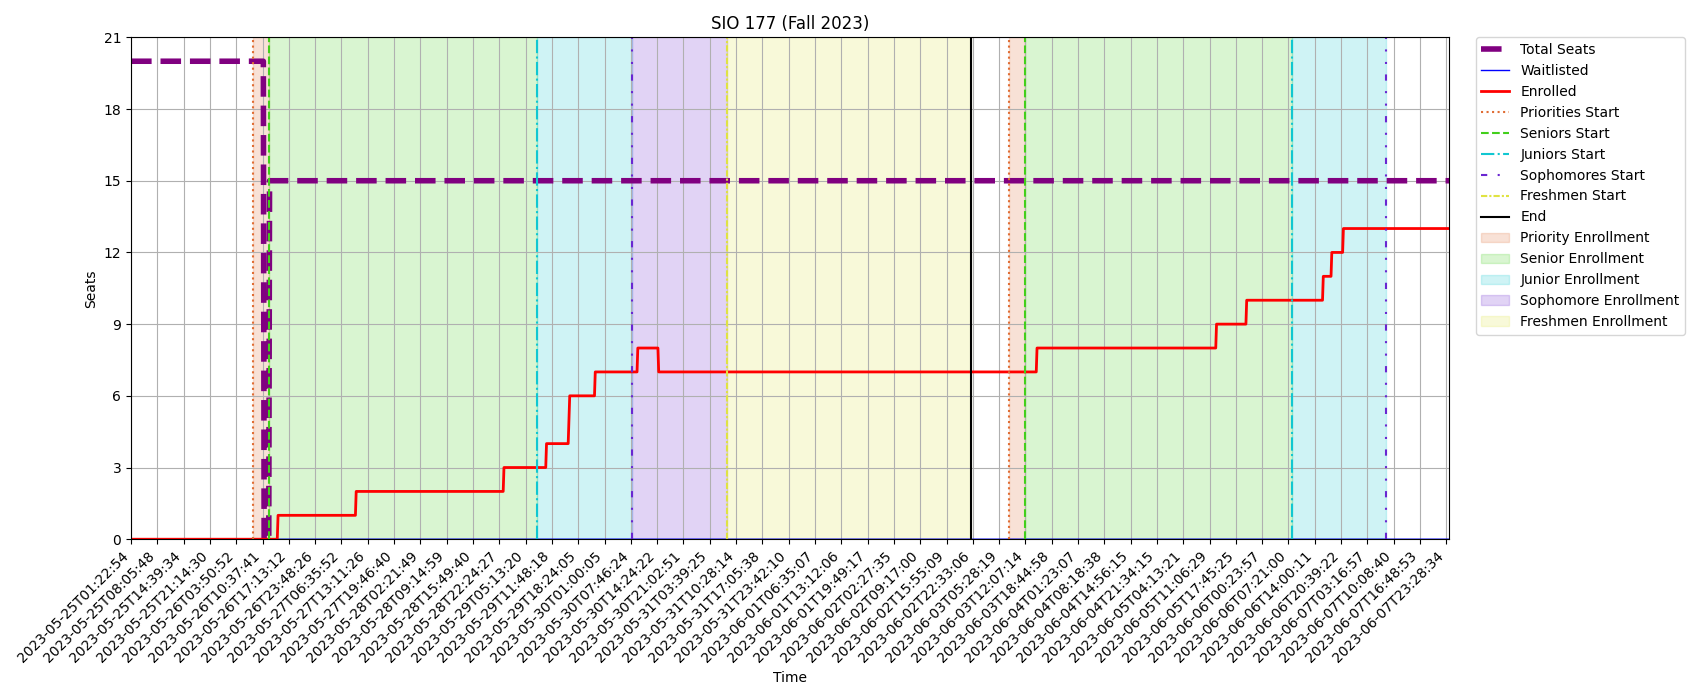 SIO 177 (Fall 2023)
Seats
21
18
15
12
9
6
3
0
2023-05-25T01:22:54
2023-05-25T08:05:48
2023-05-25T14:39:34
2023-05-25T21:14:30
2023-05-26T03:50:52
2023-05-26T10:37:41
2023-05-26T17:13:12
2023-05-26T23:48:26
2023-05-27T06:35:52
2023-05-27T13:11:26
2023-05-27T19:46:40
2023-05-28T02:21:49
2023-05-28T09:14:59
2023-05-28T15:49:40
2023-05-28T22:24:27
2023-05-29T05:13:20
2023-05-29T11:48:18
2023-05-29T18:24:05
2023-05-30T01:00:05
2023-05-30T07:46:24
2023-05-30T14:24:22
2023-05-30T21:02:51
2023-05-31T03:39:25
2023-05-31T10:28:14
2023-05-31T17:05:38
2023-05-31T23:42:10
2023-06-01T06:35:07
2023-06-01T13:12:06
2023-06-01T19:49:17
2023-06-02T02:27:35
2023-06-02T09:17:00
2023-06-02T15:55:09
2023-06-02T22:33:06
2023-06-03T05:28:19
2023-06-03T12:07:14
2023-06-03T18:44:58
2023-06-04T01:23:07
2023-06-04T08:18:38
2023-06-04T14:56:15
2023-06-04T21:34:15
2023-06-05T04:13:21
2023-06-05T11:06:29
2023-06-05T17:45:25
2023-06-06T00:23:57
2023-06-06T07:21:00
2023-06-06T14:00:11
2023-06-06T20:39:22
2023-06-07T03:16:57
2023-06-07T10:08:40
2023-06-07T16:48:53
2023-06-07T23:28:34
Time
Total Seats
Waitlisted
Enrolled
Priorities Start
Seniors Start
Juniors Start
Sophomores Start
Freshmen Start
End
Priority Enrollment
Senior Enrollment
Junior Enrollment
Sophomore Enrollment
Freshmen Enrollment